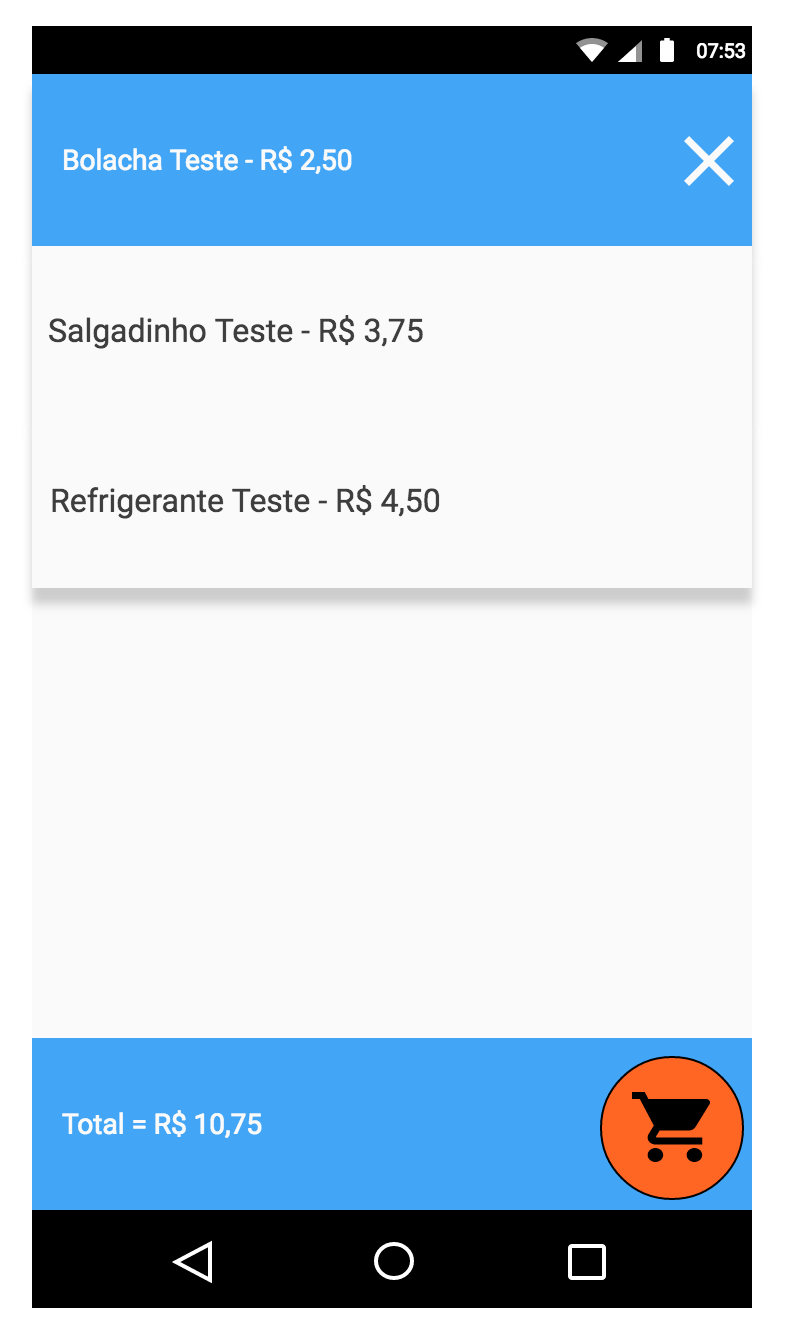 07:53
Bolacha Teste - R$ 2,50
Salgadinho Teste - R$ 3,75
Refrigerante Teste - R$ 4,50
Total = R$ 10,75